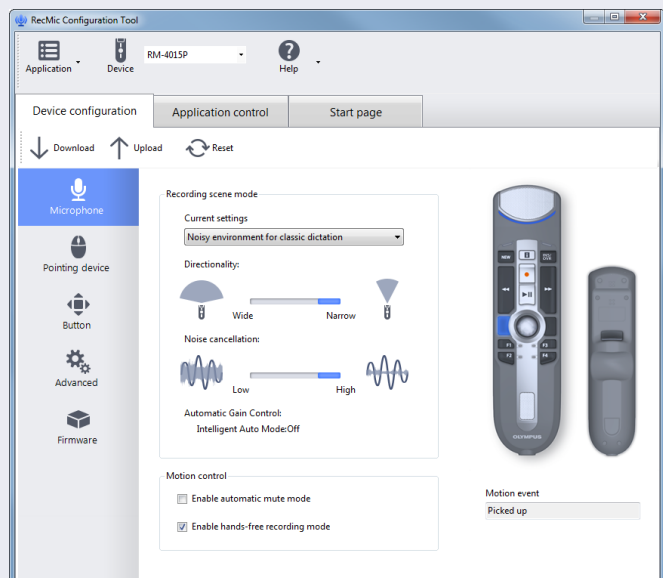 RecMic Configuration Tool
Application
Device
RM-4015P
Help
Device configuration
Application control
Start page
Download
Upload
Reset
Microphone
Pointing device
Button
Advanced
Firmware
Recording scene mode
Current settings
Noisy environment for classic dictation
Directionality:
Wide
Narrow
Noise cancellation:
Low
High
Automatic Gain Control:
Intelligent Auto Mode:Off
Motion control
Enable automatic mute mode
Enable hands-free recording mode
NEW
F1
F3
F2
F4
OLYMPUS
Motion event
Picked up